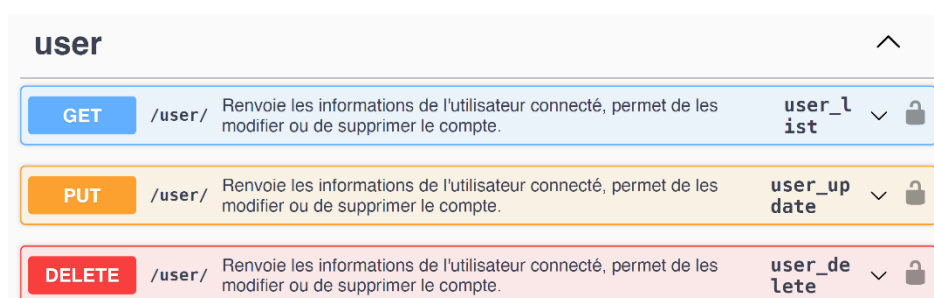 user
GET /user/ Renvoie les informations de l'utilisateur connecté, permet de les user_l
modifier ou de supprimer le compte. ist
PUT /user/ Renvoie les informations de l'utilisateur connecté, permet de les user_up
modifier ou de supprimer le compte. date
DELETE /user/ Renvoie les informations de l'utilisateur connecté, permet de les user_de
modifier ou de supprimer le compte. lete